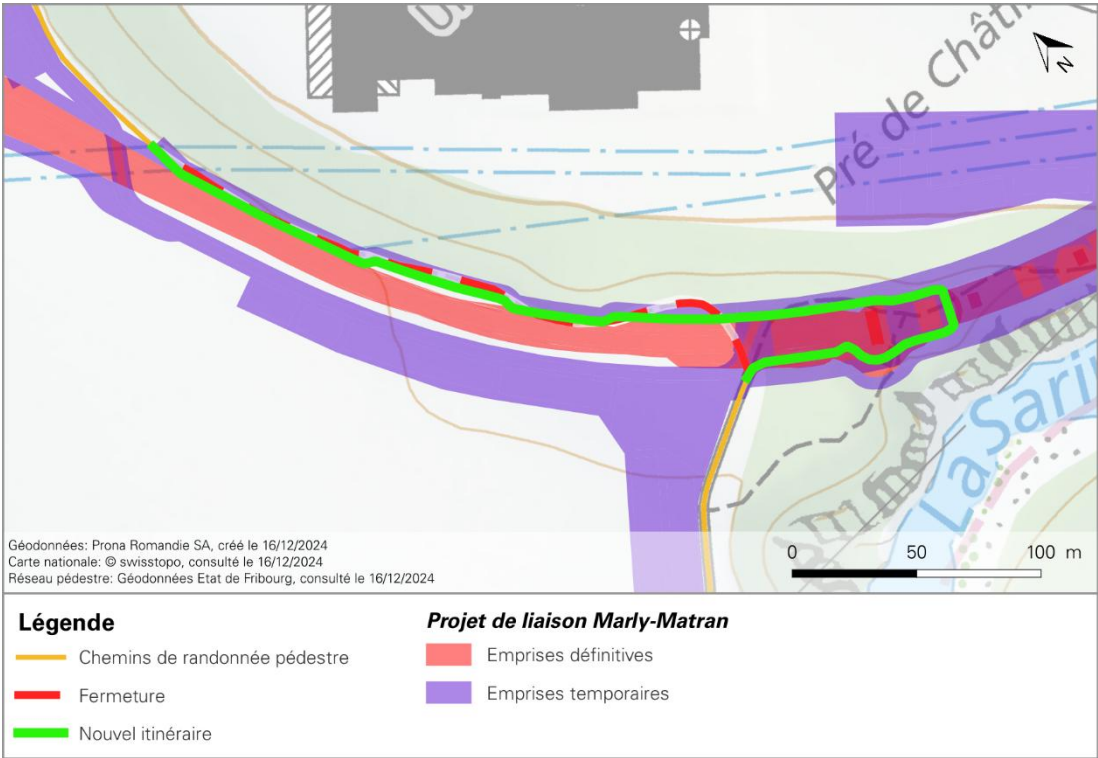 Pré de Chât
N
La Sari
Géodonnées: Prona Romandie SA, créé le 16/12/2024
Carte nationale: © swisstopo, consulté le 16/12/2024
Réseau pédestre: Géodonnées Etat de Fribourg, consulté le 16/12/2024
0 50 100 m
Légende
Chemins de randonnée pédestre
Fermeture
Nouvel itinéraire
Projet de liaison Marly-Matran
Emprises définitives
Emprises temporaires